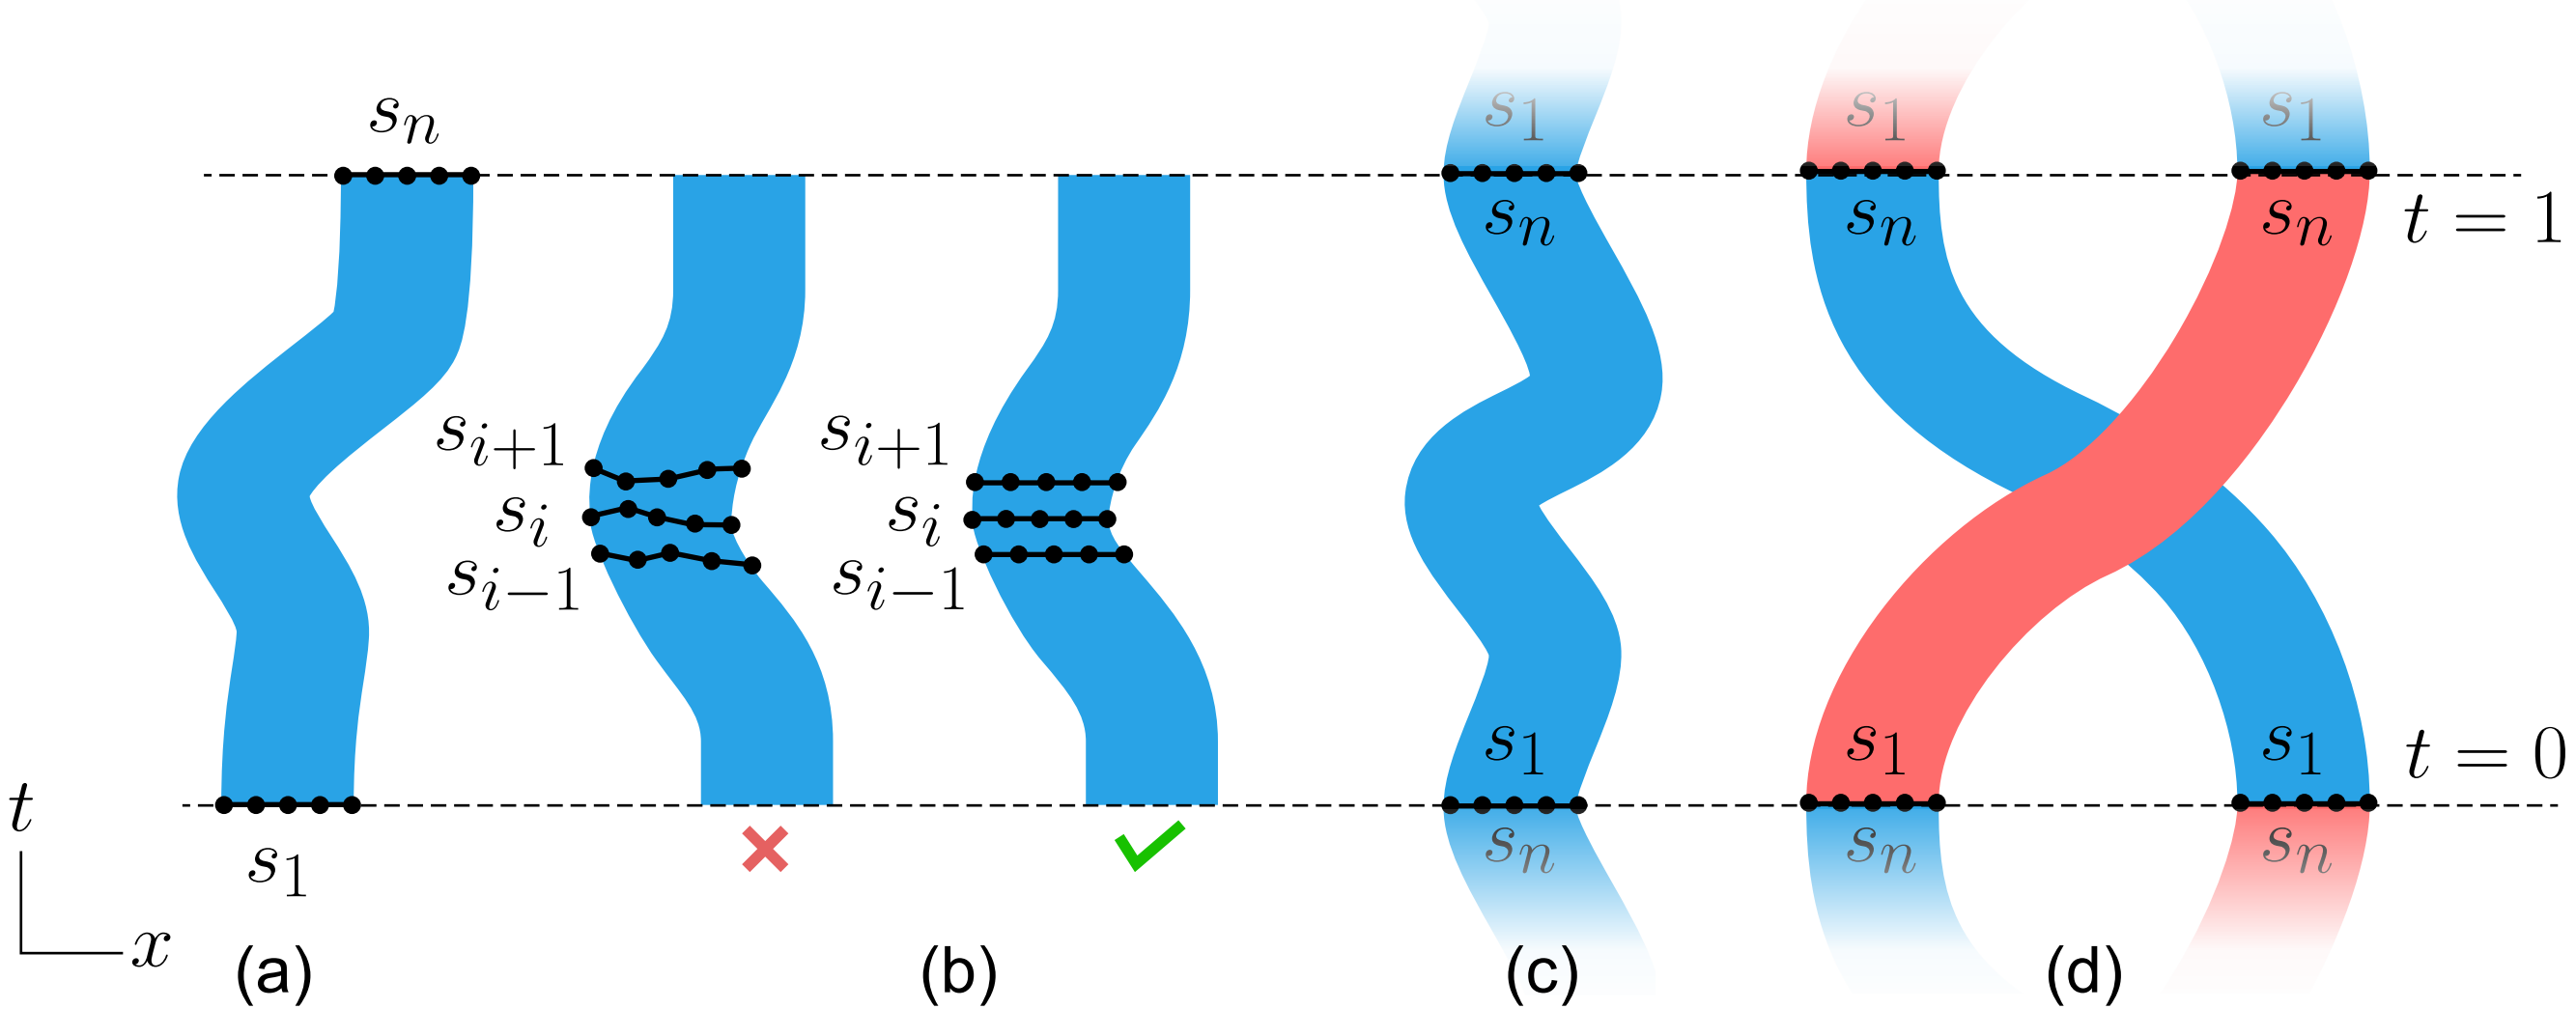 s_n
s_1
s_1
s_1
s_n
s_n
s_n
t = 1
s_{i+1}
s_{i+1}
s_i
s_i
s_{i−1}
s_{i−1}
s_1
s_1
s_1
t = 0
t
s_1
s_n
s_n
s_n
x
(a)
(b)
(c)
(d)